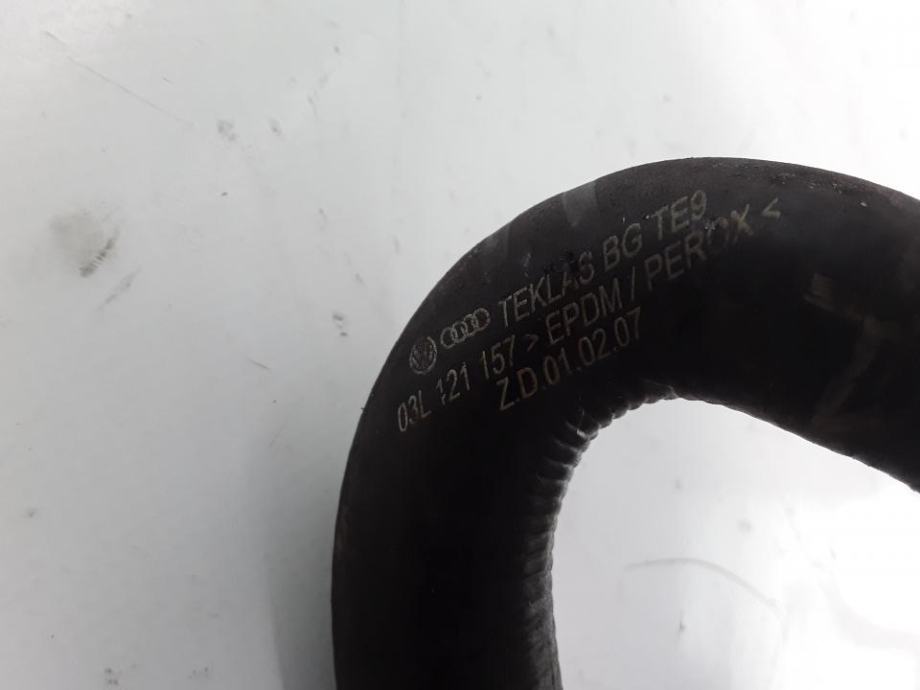 TEKLAS BG TE9
03L 121 157 > EPDM / PEROX <
Z.D.01.02.07